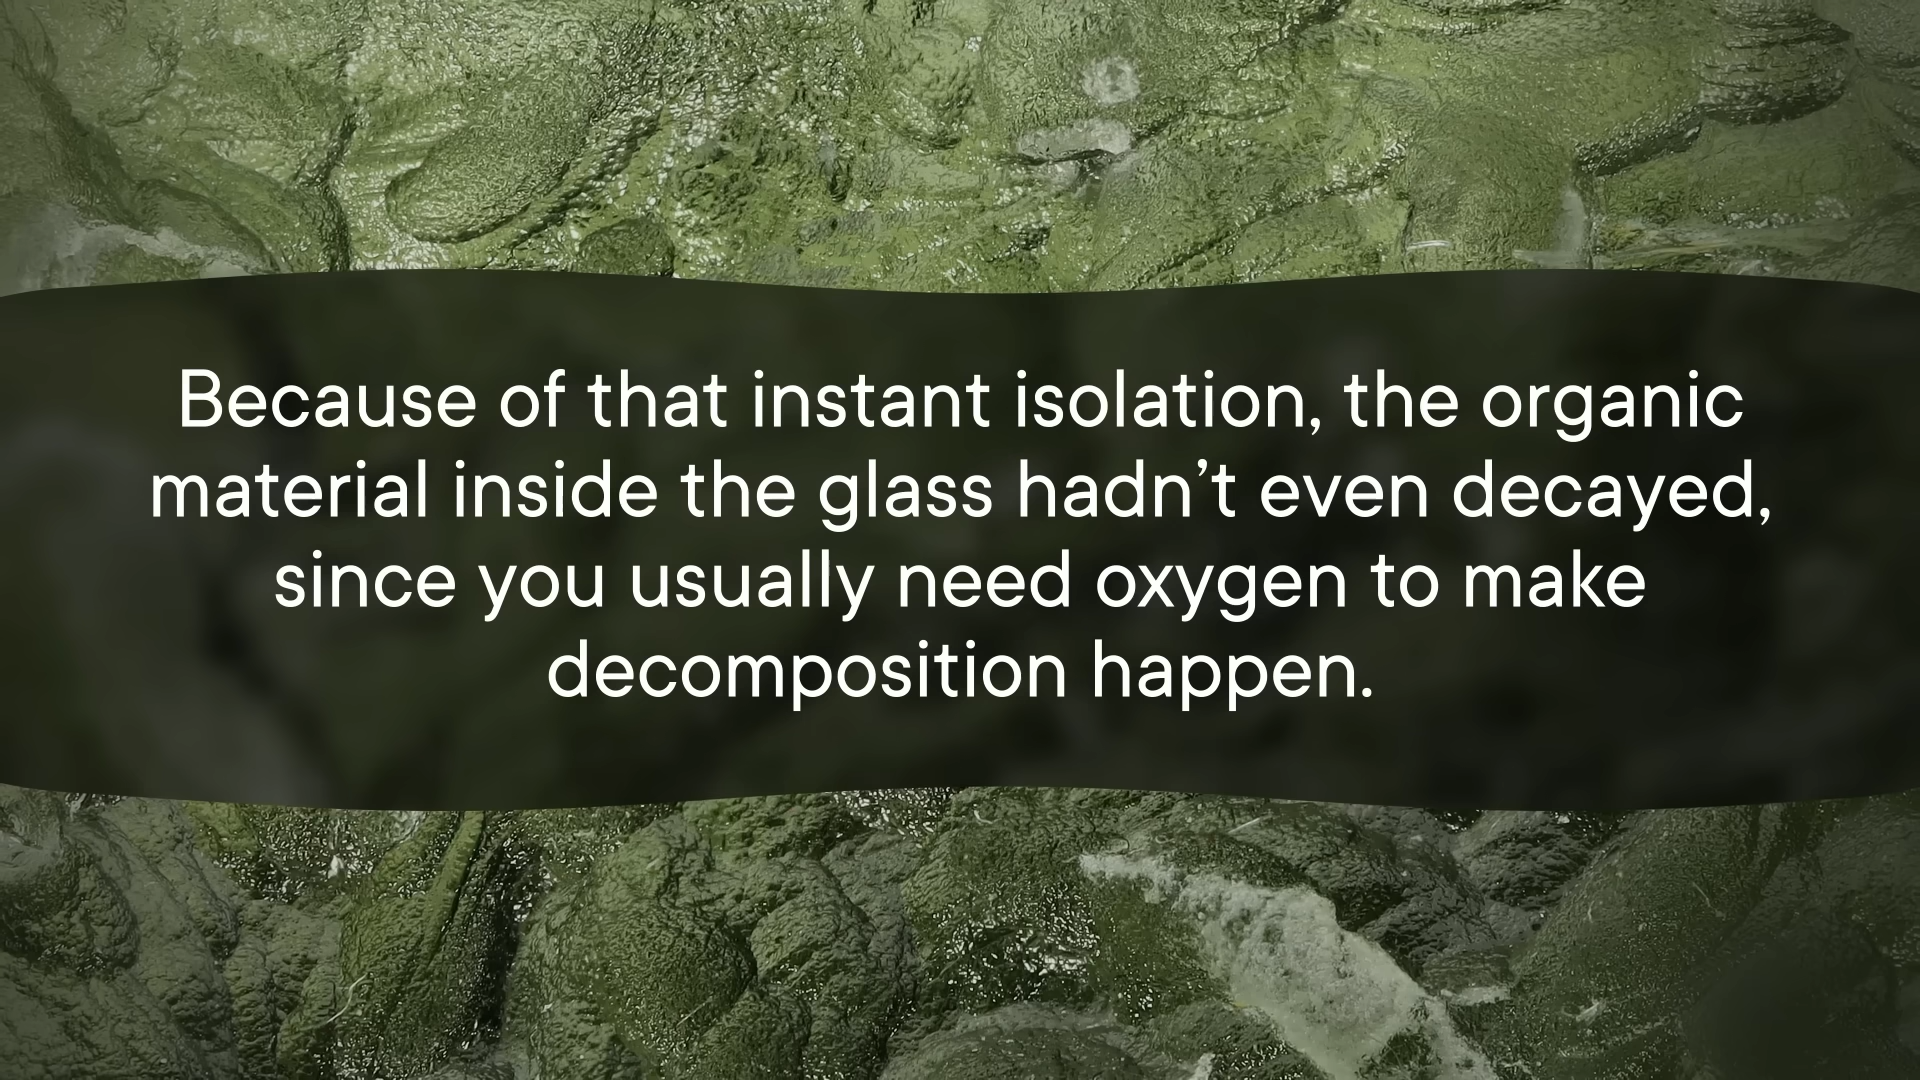 Because of that instant isolation, the organic
material inside the glass hadn’t even decayed,
since you usually need oxygen to make
decomposition happen.